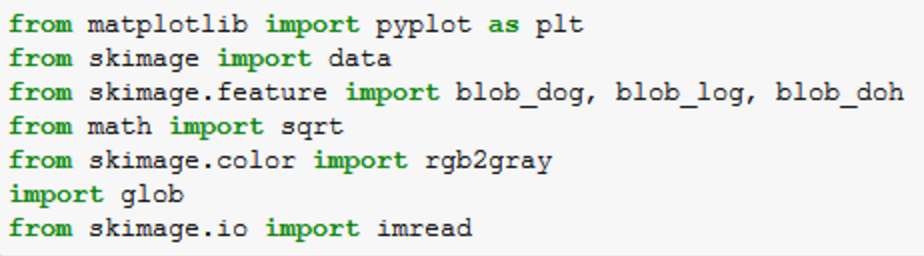 from matplotlib import pyplot as plt
from skimage import data
from skimage.feature import blob_dog, blob_log, blob_doh
from math import sqrt
from skimage.color import rgb2gray
import glob
from skimage.io import imread